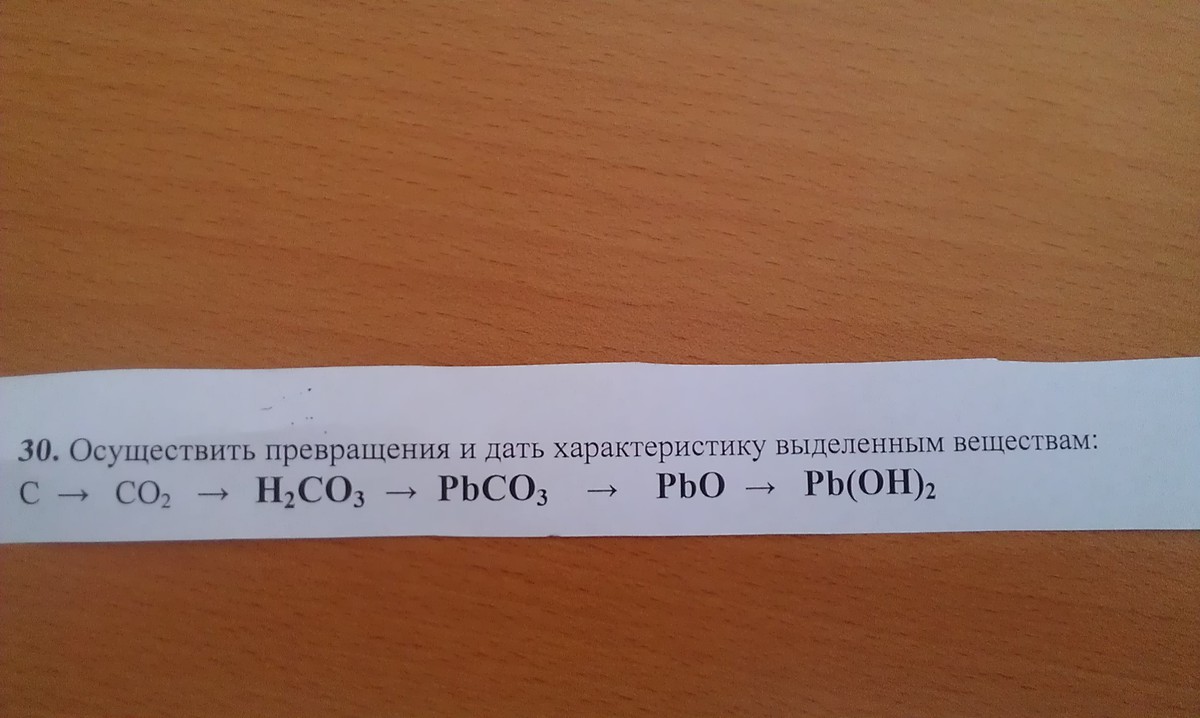 30. Осуществить превращения и дать характеристику выделенным веществам:
C → CO₂ → H₂CO₃ → PbCO₃ → PbO → Pb(OH)₂